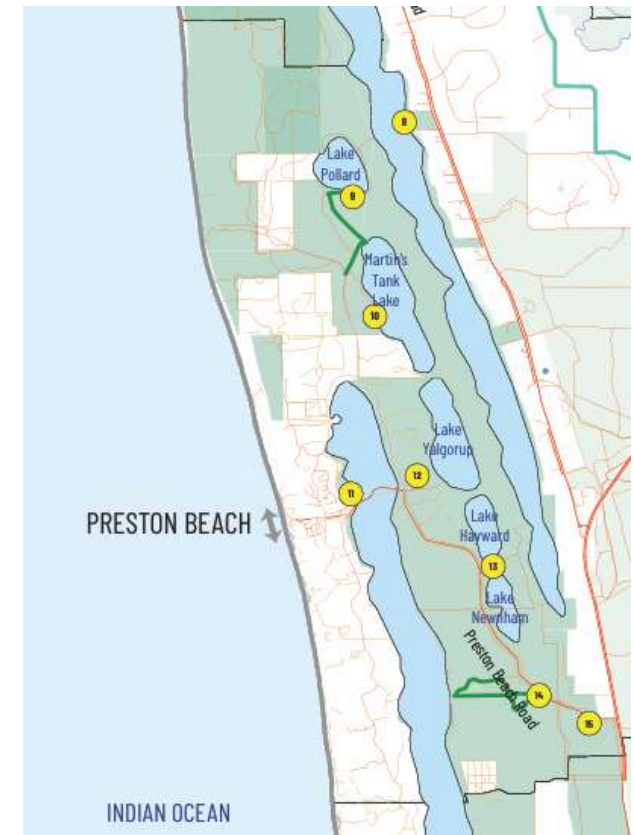 8
Lake
Pollard
9
Martin's
Tank
Lake
10
Lake
Yalgorup
12
11
PRESTON BEACH
Lake
Hayward
13
Lake
Newnham
Preston Beach Road
14
15
INDIAN OCEAN